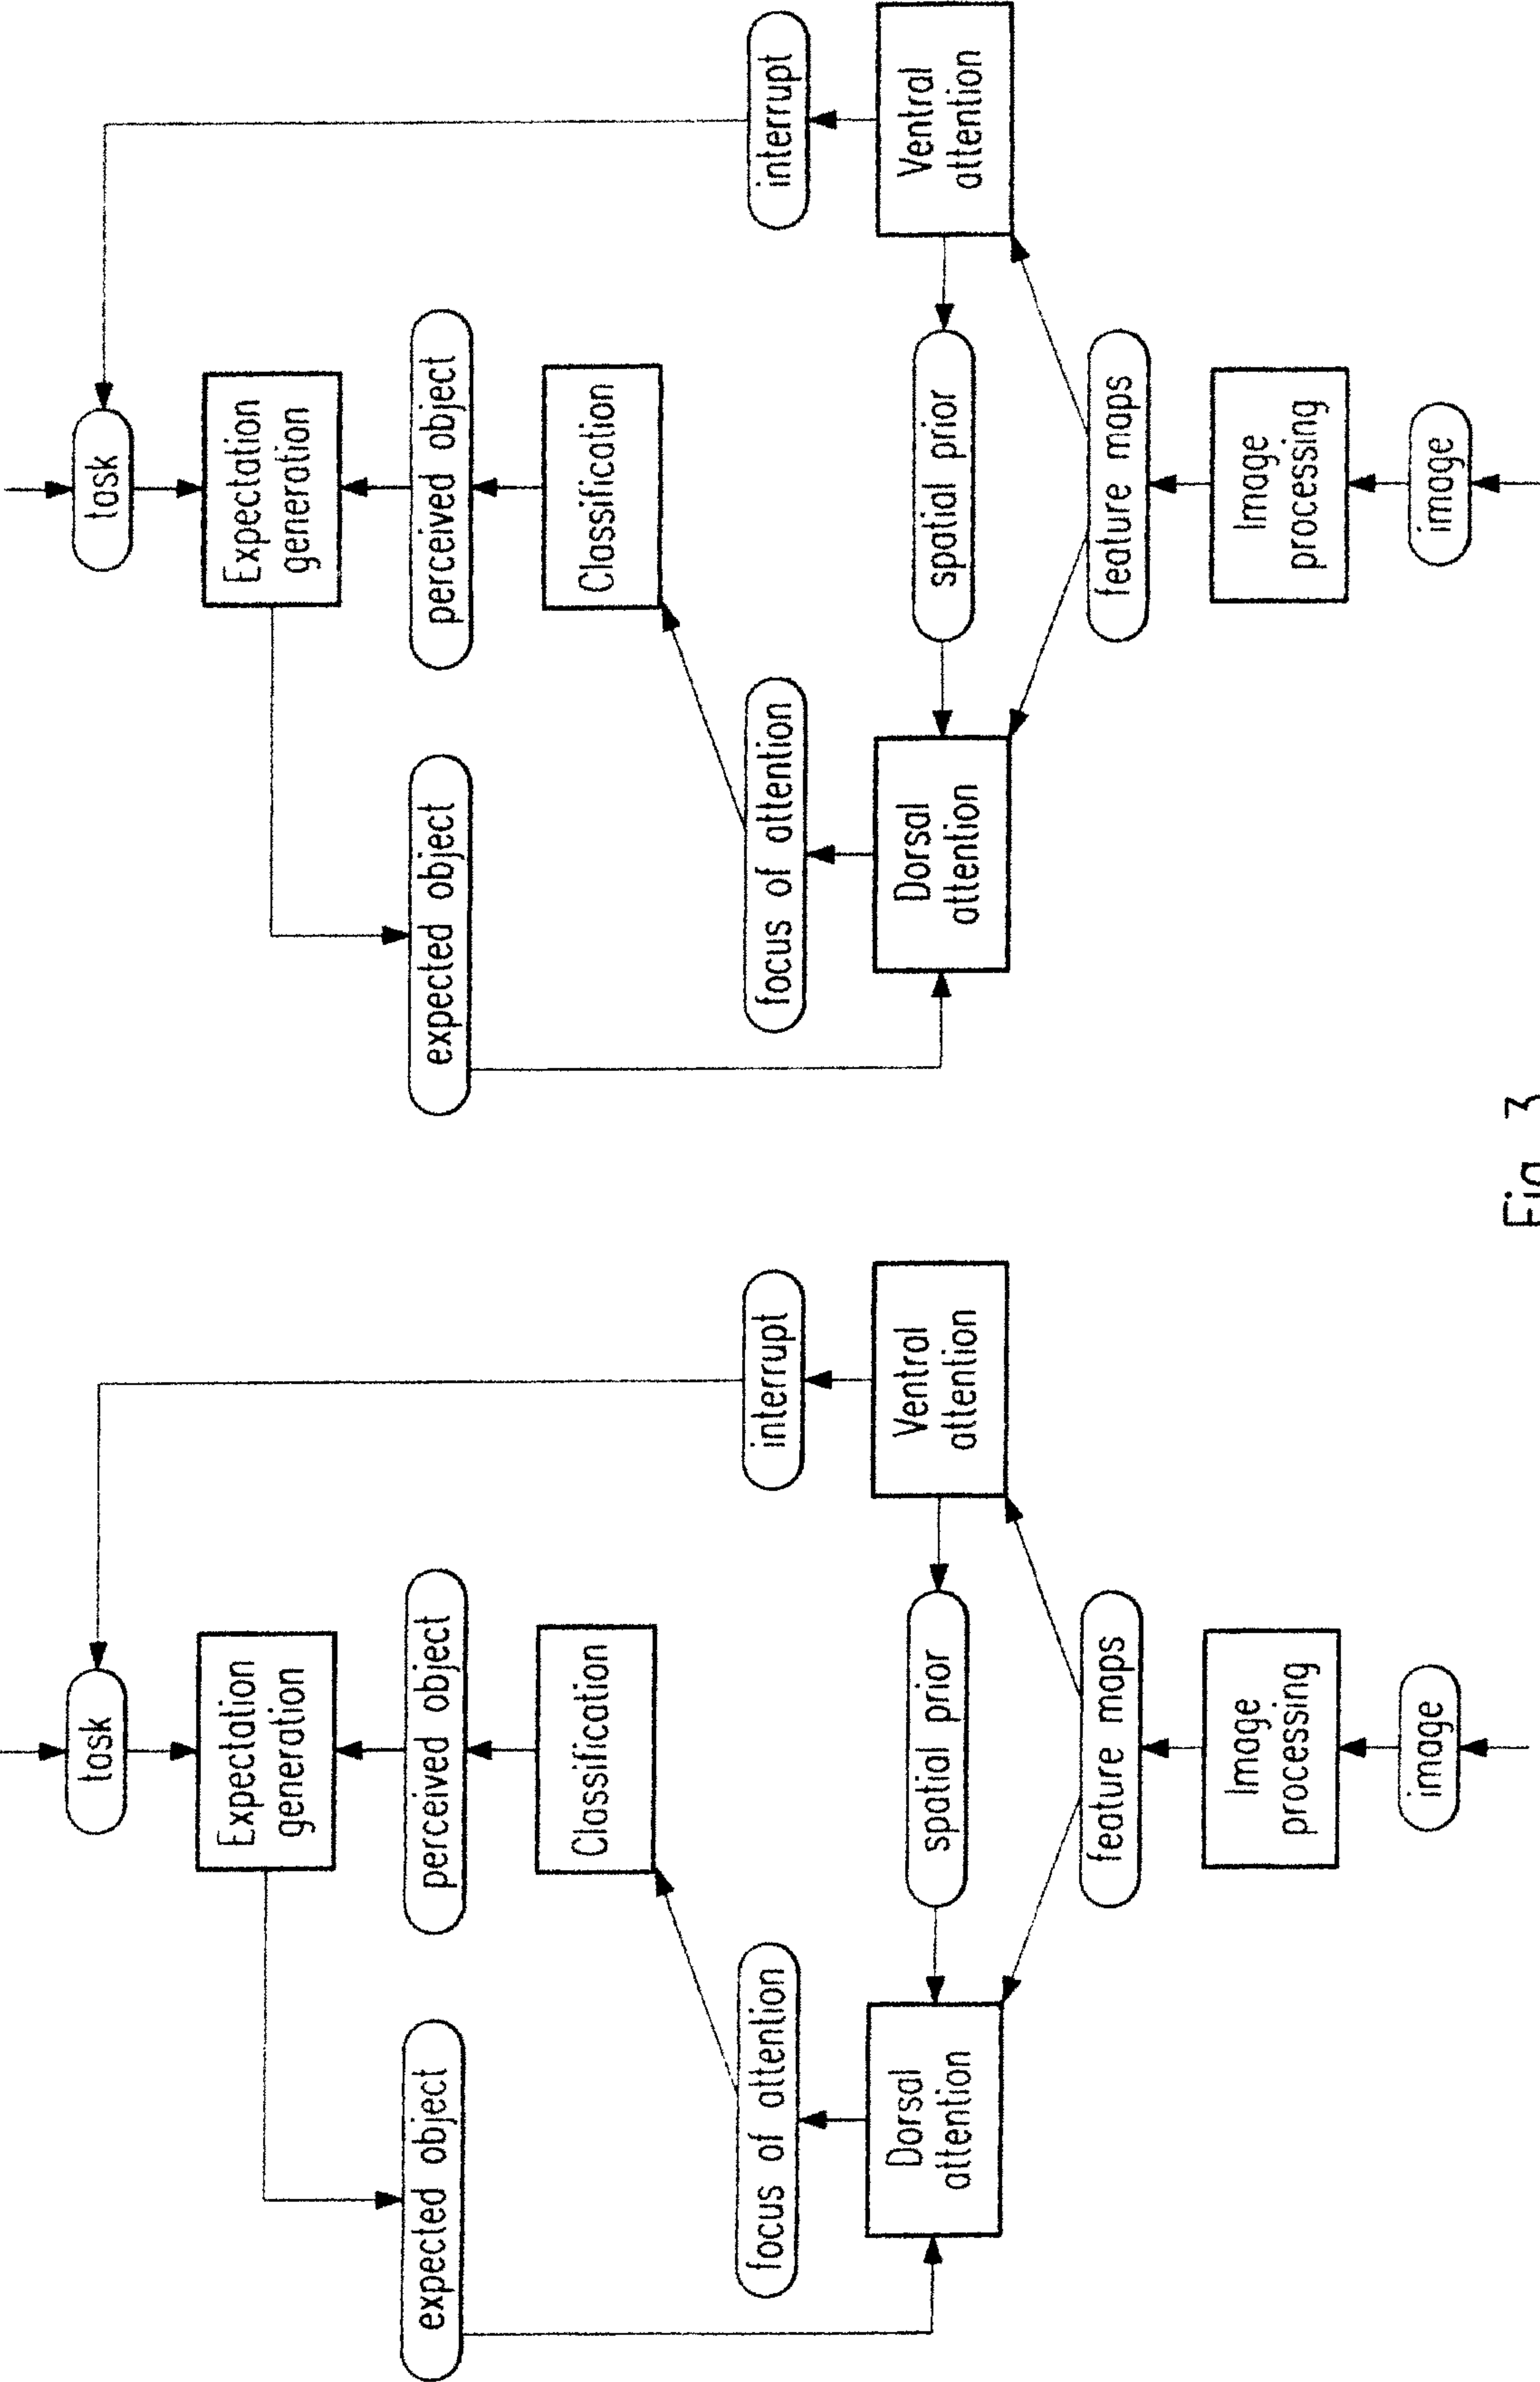 task
Expectation
generation
expected object
perceived object
Classification
focus of attention
interrupt
Dorsal
attention
spatial prior
Ventral
attention
feature maps
Image
processing
image
task
Expectation
generation
expected object
perceived object
Classification
focus of attention
interrupt
Dorsal
attention
spatial prior
Ventral
attention
feature maps
Image
processing
image
Fig. 3